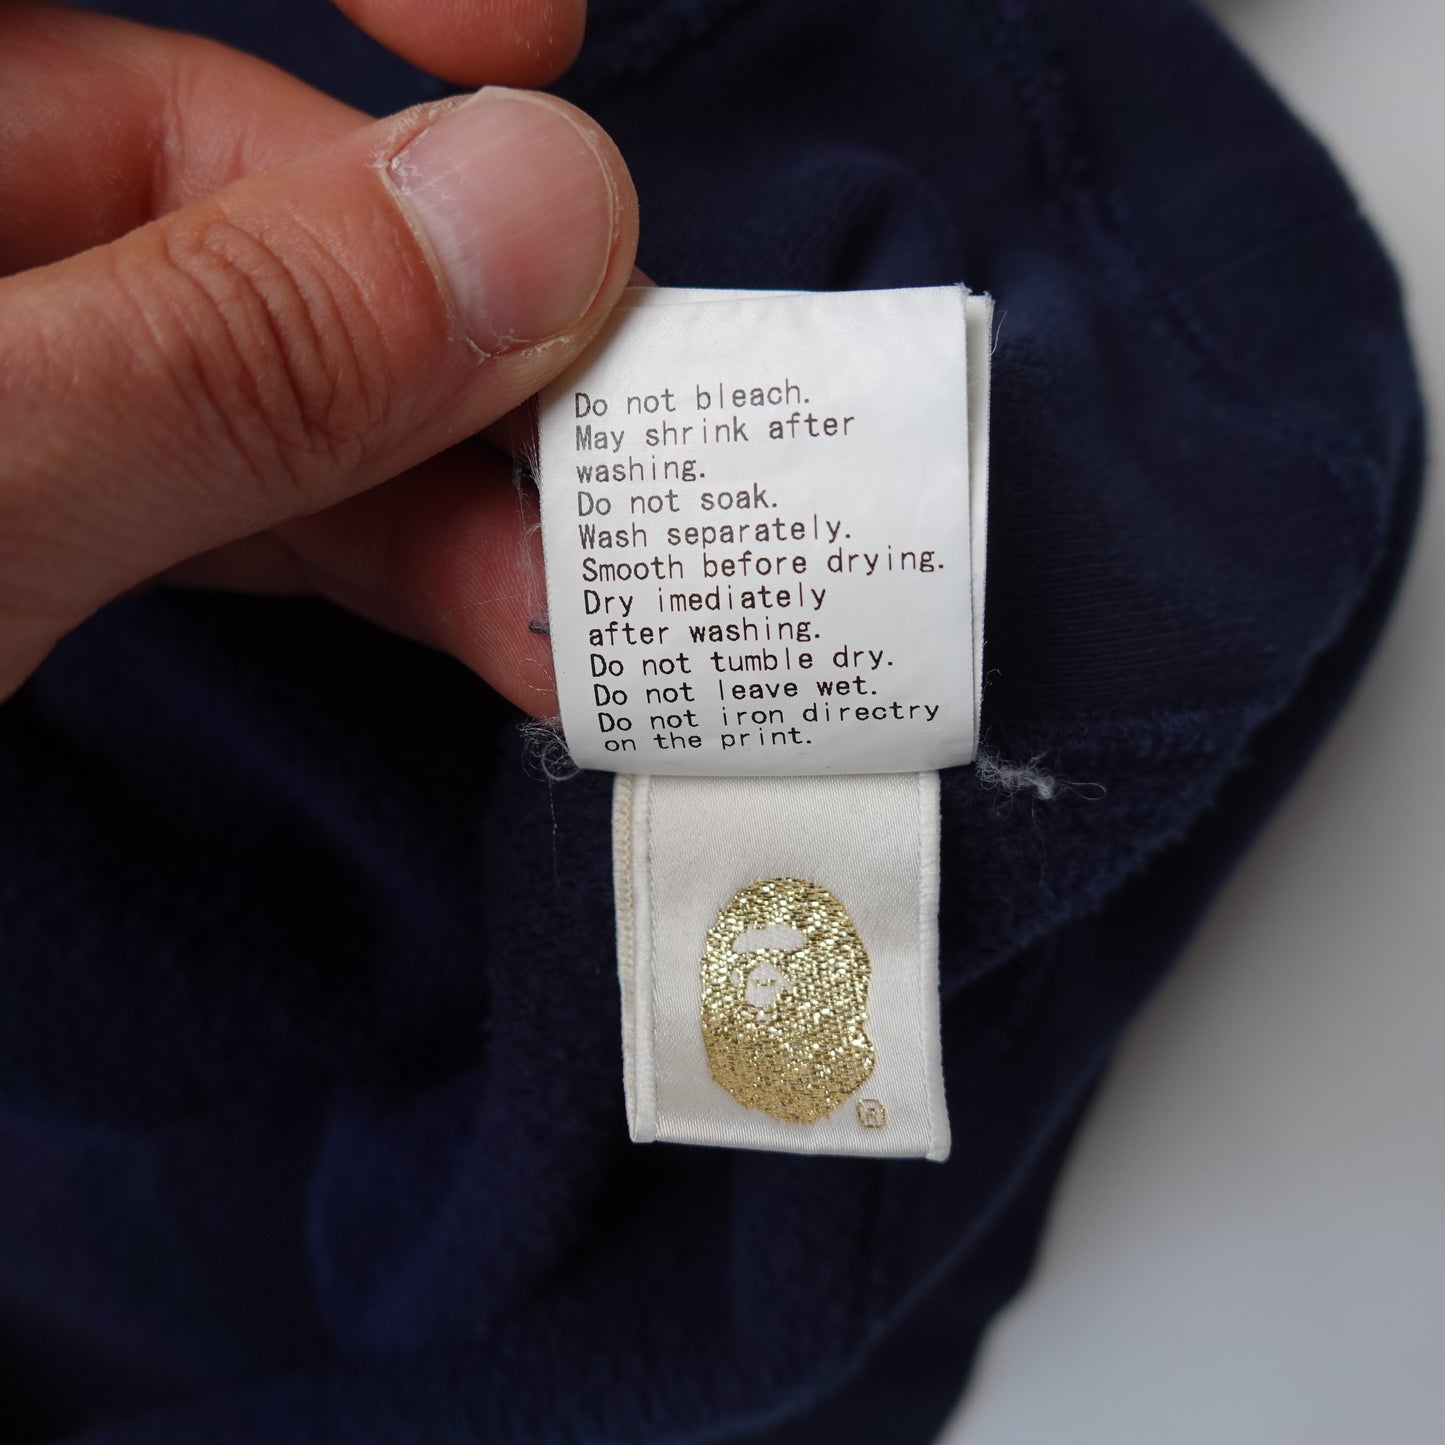 Do not bleach.
May shrink after
washing.
Do not soak.
Wash separately.
Smooth before drying.
Dry imediately
after washing.
Do not tumble dry.
Do not leave wet.
Do not iron directry
on the print.
®